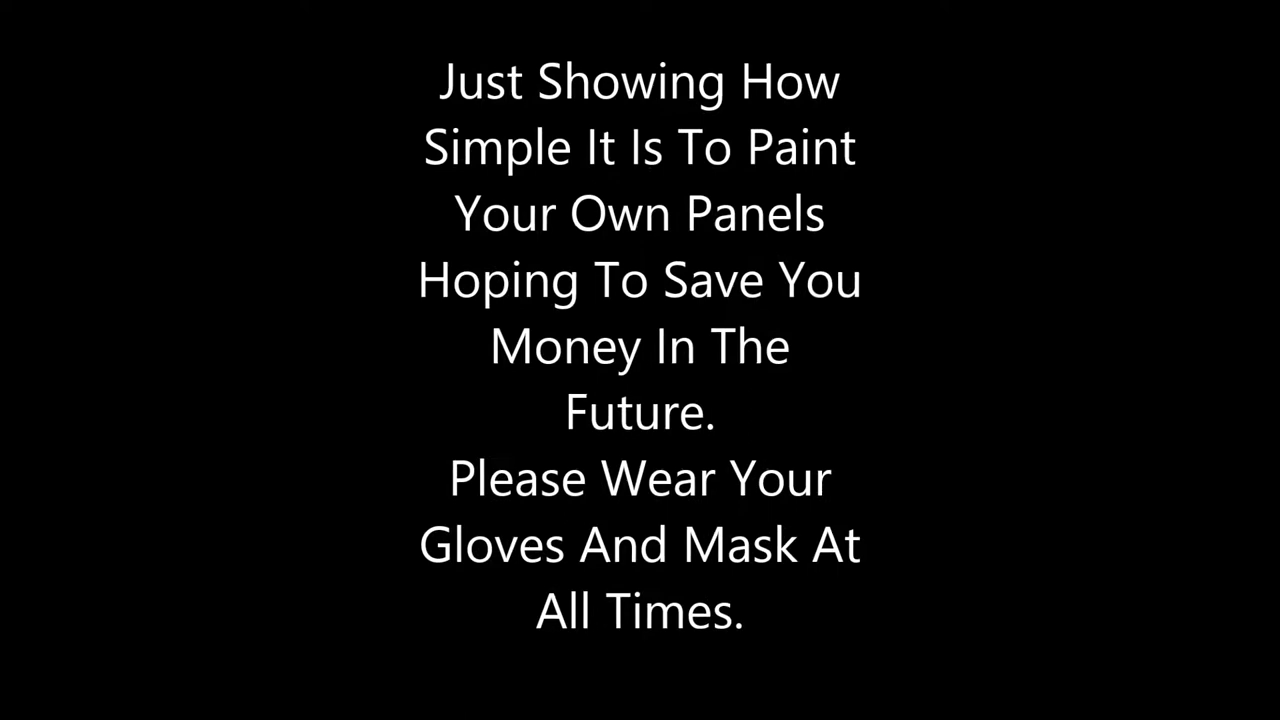 Just Showing How
Simple It Is To Paint
Your Own Panels
Hoping To Save You
Money In The
Future.
Please Wear Your
Gloves And Mask At
All Times.